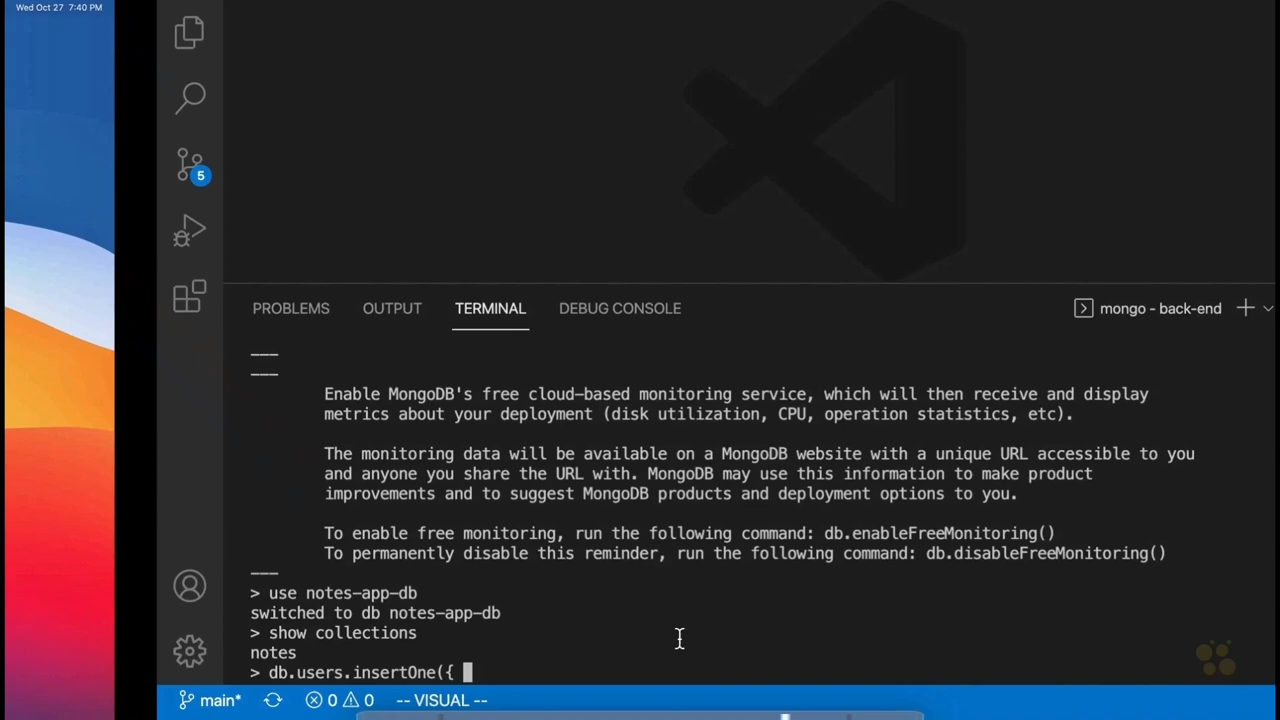 Wed Oct 27 7:40 PM
5
PROBLEMS OUTPUT TERMINAL DEBUG CONSOLE mongo - back-end
---
---
Enable MongoDB's free cloud-based monitoring service, which will then receive and display
metrics about your deployment (disk utilization, CPU, operation statistics, etc).
The monitoring data will be available on a MongoDB website with a unique URL accessible to you
and anyone you share the URL with. MongoDB may use this information to make product
improvements and to suggest MongoDB products and deployment options to you.
To enable free monitoring, run the following command: db.enableFreeMonitoring()
To permanently disable this reminder, run the following command: db.disableFreeMonitoring()
---
> use notes-app-db
switched to db notes-app-db
> show collections
notes
> db.users.insertOne({
main* 0 0 -- VISUAL --